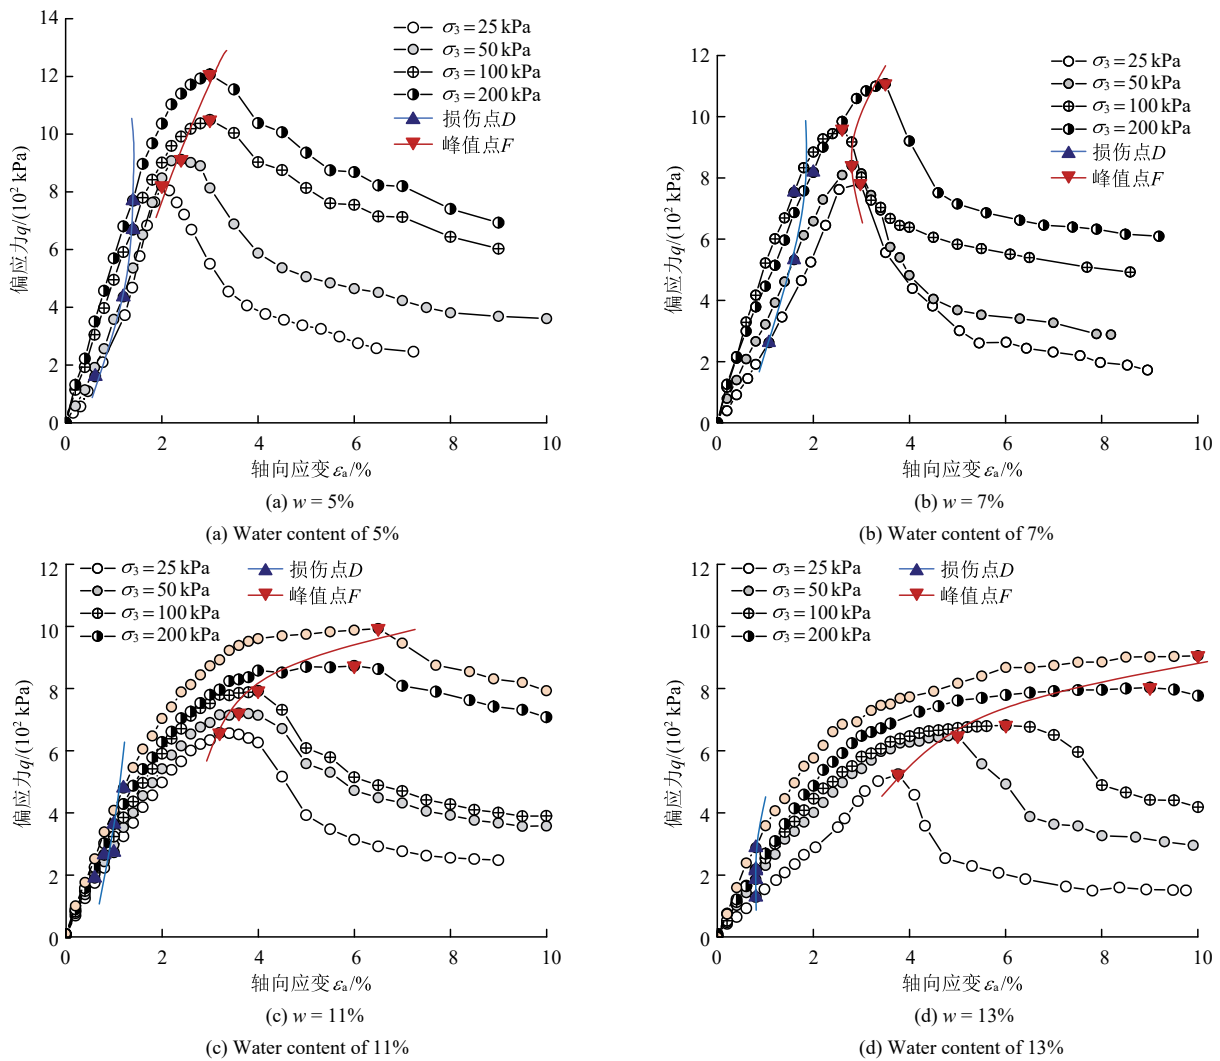 14
12
10
8
6
4
2
0
0 2 4 6 8 10
偏应力q/(10² kPa)
轴向应变εₐ/%
σ₃=25 kPa
σ₃=50 kPa
σ₃=100 kPa
σ₃=200 kPa
损伤点D
峰值点F
(a) w = 5%
(a) Water content of 5%
12
10
8
6
4
2
0
0 2 4 6 8 10
偏应力q/(10² kPa)
轴向应变εₐ/%
σ₃=25 kPa
σ₃=50 kPa
σ₃=100 kPa
σ₃=200 kPa
损伤点D
峰值点F
(b) w = 7%
(b) Water content of 7%
12
10
8
6
4
2
0
0 2 4 6 8 10
偏应力q/(10² kPa)
轴向应变εₐ/%
σ₃=25 kPa
σ₃=50 kPa
σ₃=100 kPa
σ₃=200 kPa
损伤点D
峰值点F
(c) w = 11%
(c) Water content of 11%
12
10
8
6
4
2
0
0 2 4 6 8 10
偏应力q/(10² kPa)
轴向应变εₐ/%
σ₃=25 kPa
σ₃=50 kPa
σ₃=100 kPa
σ₃=200 kPa
损伤点D
峰值点F
(d) w = 13%
(d) Water content of 13%